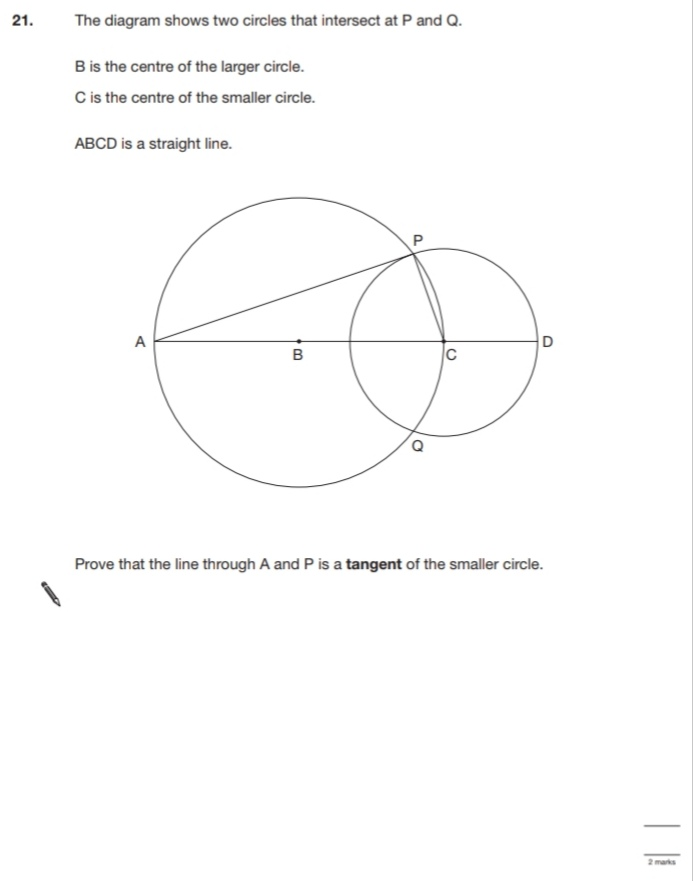 21. The diagram shows two circles that intersect at P and Q.
B is the centre of the larger circle.
C is the centre of the smaller circle.
ABCD is a straight line.
P
A
B
C
D
Q
Prove that the line through A and P is a tangent of the smaller circle.
2 marks